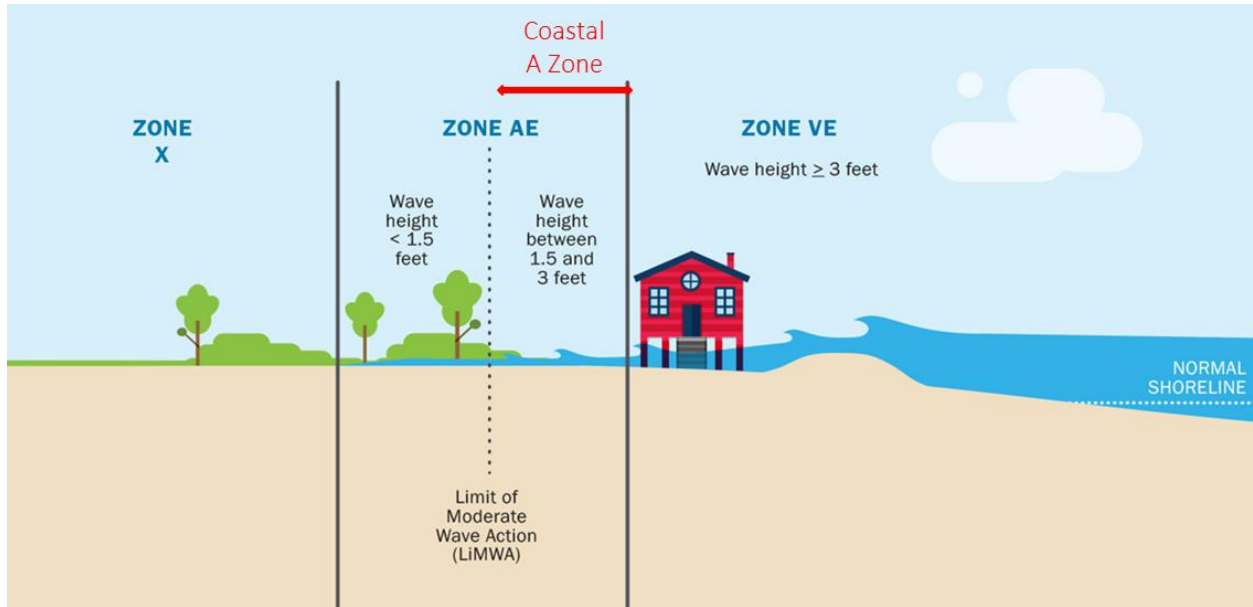 Coastal
A Zone
ZONE
X
ZONE AE
ZONE VE
Wave height ≥ 3 feet
Wave
height
< 1.5
feet
Wave
height
between
1.5 and
3 feet
NORMAL
SHORELINE
Limit of
Moderate
Wave Action
(LiMWA)